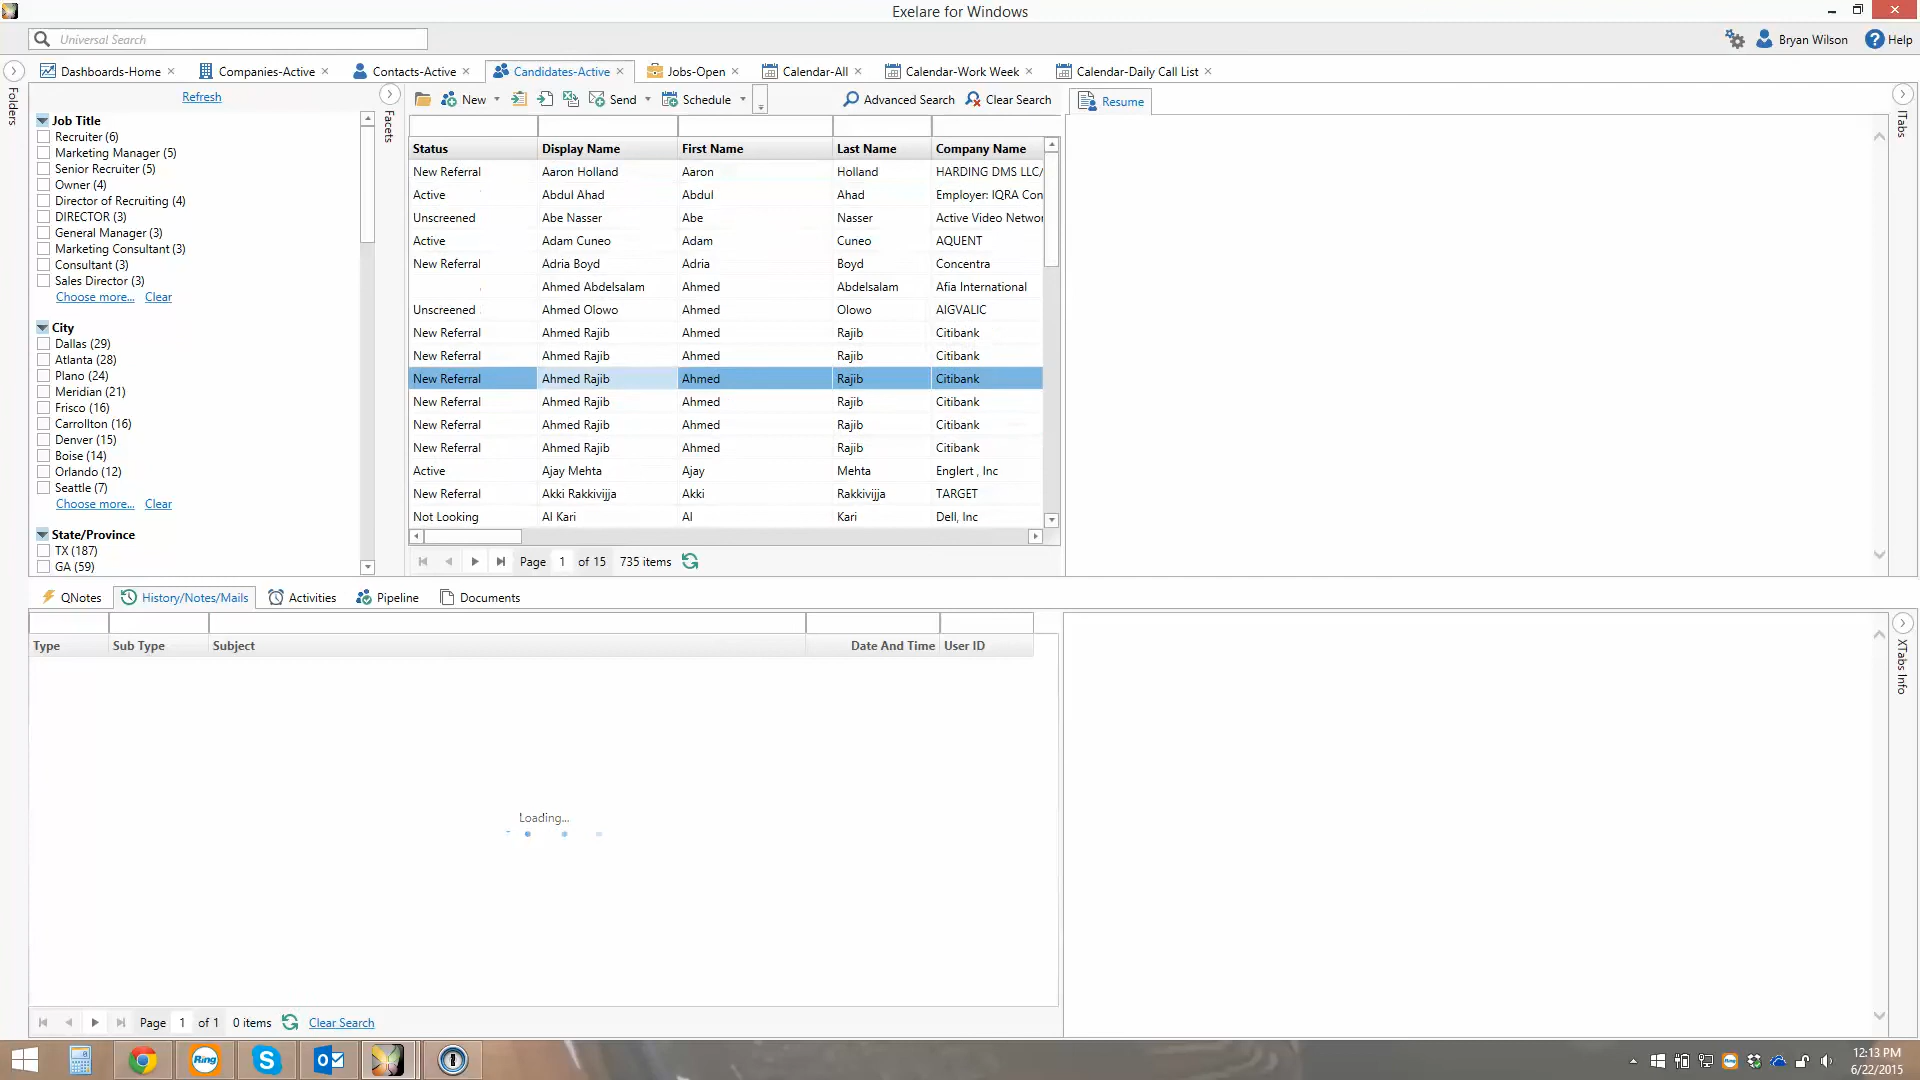 Exelare for Windows
Universal Search
Bryan Wilson
Help
Folders
Dashboards-Home
Companies-Active
Contacts-Active
Candidates-Active
Jobs-Open
Calendar-All
Calendar-Work Week
Calendar-Daily Call List
Refresh
Facets
New
Send
Schedule
Advanced Search
Clear Search
Resume
ITabs
Job Title
Recruiter (6)
Marketing Manager (5)
Senior Recruiter (5)
Owner (4)
Director of Recruiting (4)
DIRECTOR (3)
General Manager (3)
Marketing Consultant (3)
Consultant (3)
Sales Director (3)
Choose more... Clear
City
Dallas (29)
Atlanta (28)
Plano (24)
Meridian (21)
Frisco (16)
Carrollton (16)
Denver (15)
Boise (14)
Orlando (12)
Seattle (7)
Choose more... Clear
State/Province
TX (187)
GA (59)
Status Display Name First Name Last Name Company Name
New Referral Aaron Holland Aaron Holland HARDING DMS LLC/
Active Abdul Ahad Abdul Ahad Employer: IQRA Con
Unscreened Abe Nasser Abe Nasser Active Video Networ
Active Adam Cuneo Adam Cuneo AQUENT
New Referral Adria Boyd Adria Boyd Concentra
Ahmed Abdelsalam Ahmed Abdelsalam Afia International
Unscreened Ahmed Olowo Ahmed Olowo AIGVALIC
New Referral Ahmed Rajib Ahmed Rajib Citibank
New Referral Ahmed Rajib Ahmed Rajib Citibank
New Referral Ahmed Rajib Ahmed Rajib Citibank
New Referral Ahmed Rajib Ahmed Rajib Citibank
New Referral Ahmed Rajib Ahmed Rajib Citibank
New Referral Ahmed Rajib Ahmed Rajib Citibank
Active Ajay Mehta Ajay Mehta Englert , Inc
New Referral Akki Rakkivijja Akki Rakkivijja TARGET
Not Looking Al Kari Al Kari Dell, Inc
Page 1 of 15 735 items
QNotes
History/Notes/Mails
Activities
Pipeline
Documents
Type Sub Type Subject Date And Time User ID
XTabs Info
Loading...
Page 1 of 1 0 items Clear Search
Ring
12:13 PM
6/22/2015